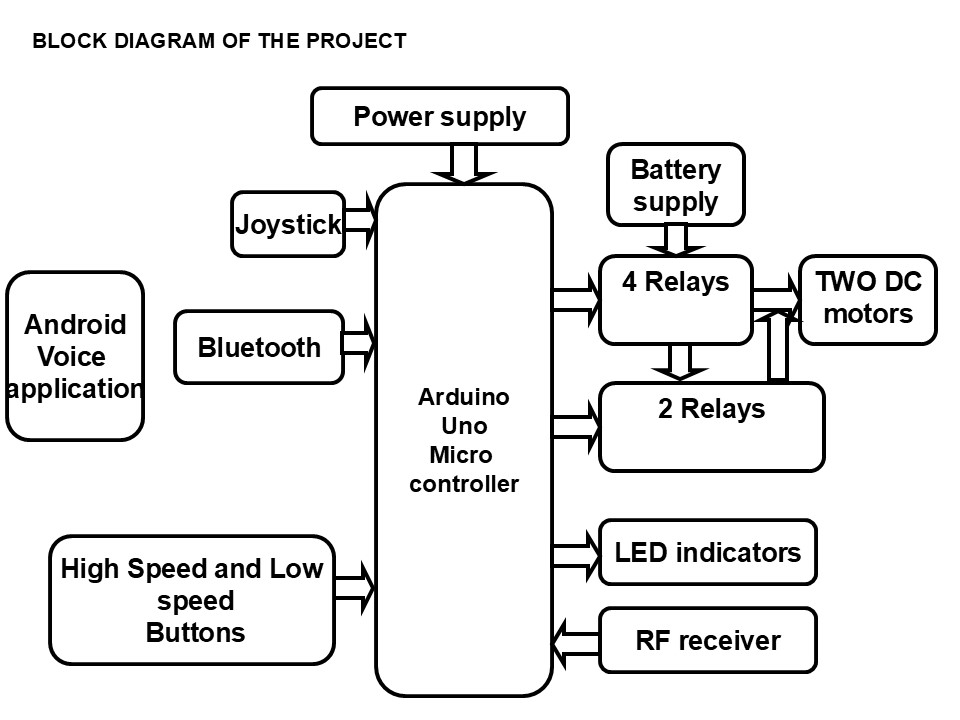 BLOCK DIAGRAM OF THE PROJECT
Power supply
Battery
supply
Joystick
4 Relays
TWO DC
motors
Android
Voice
application
Bluetooth
Arduino
Uno
Micro
controller
2 Relays
High Speed and Low
speed
Buttons
LED indicators
RF receiver